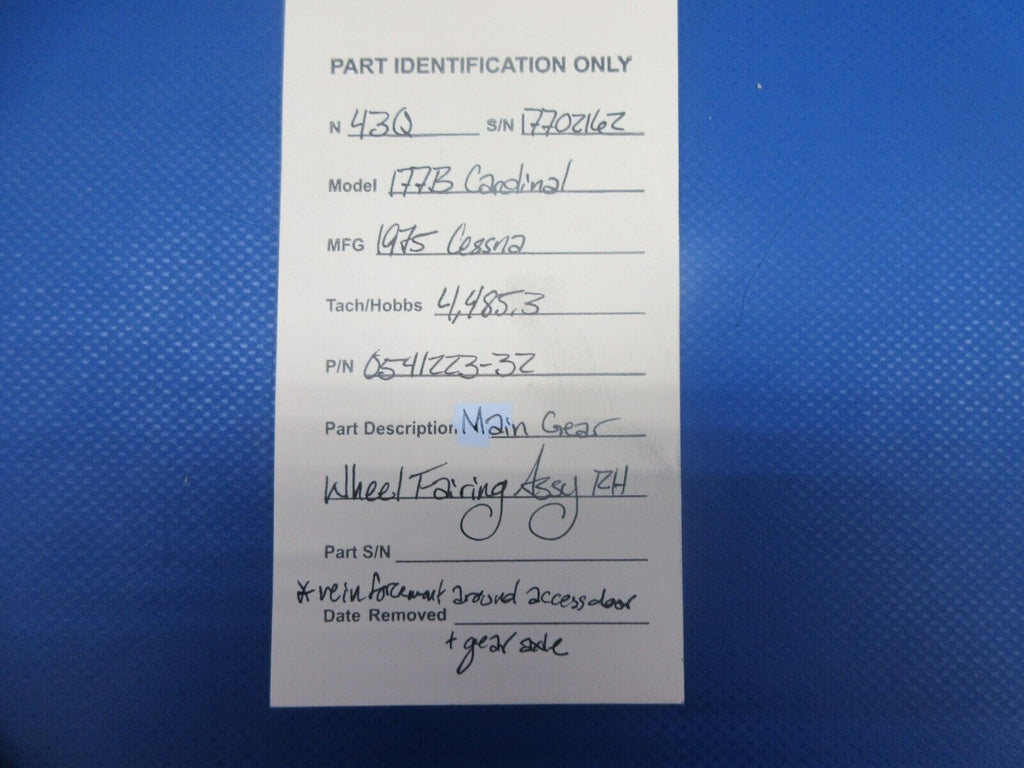 PART IDENTIFICATION ONLY
N 43Q S/N 17702162
Model 177B Cardinal
MFG 1975 Cessna
Tach/Hobbs 4,485.3
P/N 0541223-32
Part Description Main Gear
Wheel Fairing Assy RH
Part S/N
*reinforcement around access door
Date Removed
+ gear axle